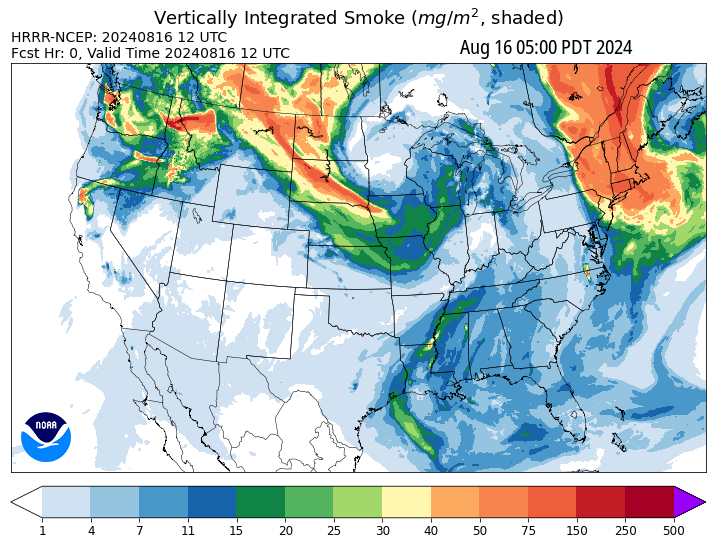 Vertically Integrated Smoke (mg/m², shaded)
HRRR-NCEP: 20240816 12 UTC
Fcst Hr: 0, Valid Time 20240816 12 UTC
Aug 16 05:00 PDT 2024
NOAA
1 4 7 11 15 20 25 30 40 50 75 150 250 500